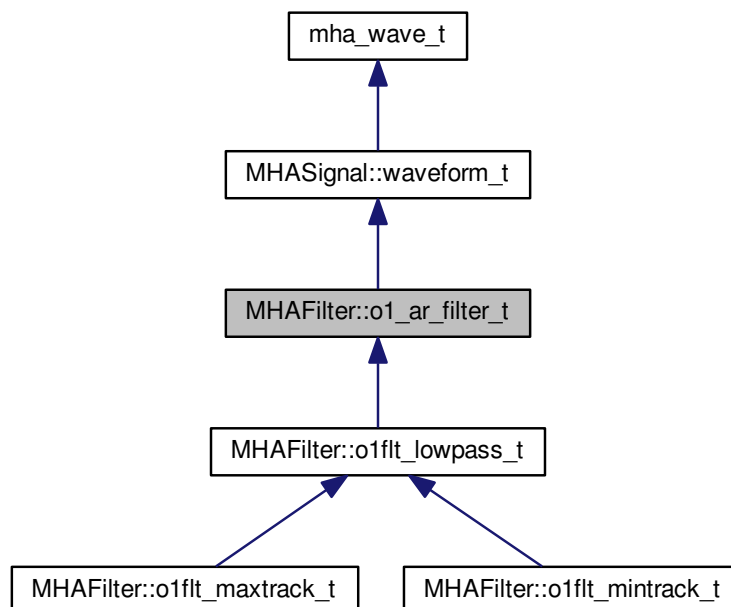 mha_wave_t
MHASignal::waveform_t
MHAFilter::o1_ar_filter_t
MHAFilter::o1flt_lowpass_t
MHAFilter::o1flt_maxtrack_t
MHAFilter::o1flt_mintrack_t